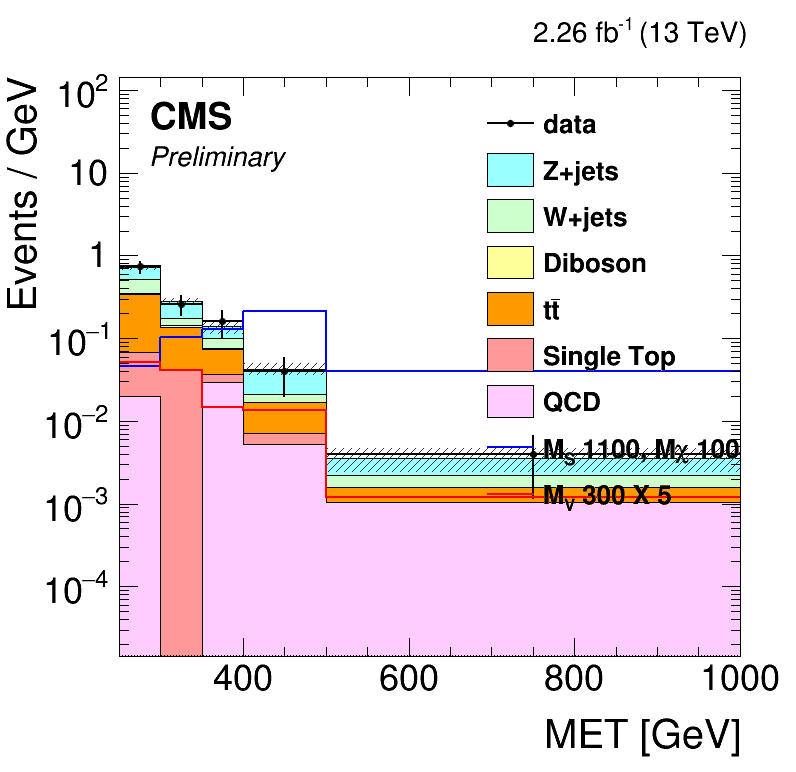 2.26 fb⁻¹ (13 TeV)
CMS
Preliminary
Events / GeV
10²
10
1
10⁻¹
10⁻²
10⁻³
10⁻⁴
data
Z+jets
W+jets
Diboson
tt̄
Single Top
QCD
M_S 1100, Mχ 100
M_V 300 X 5
400 600 800 1000
MET [GeV]